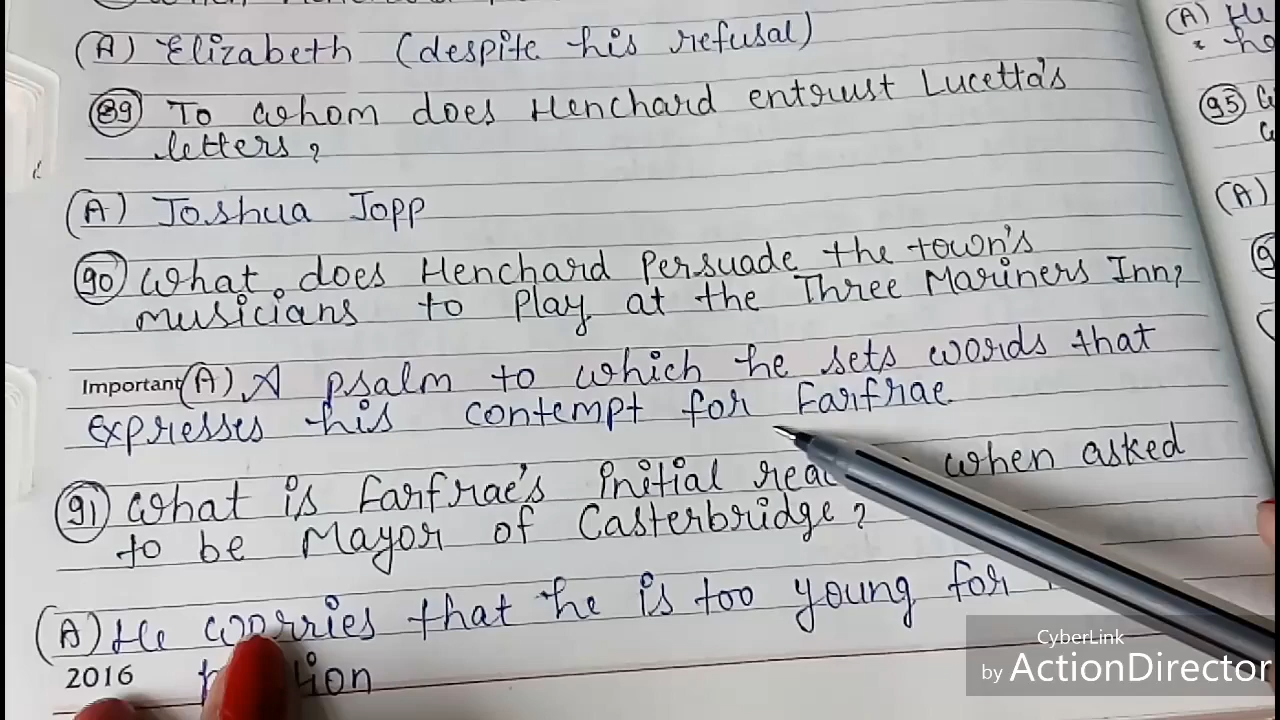 (A) Elizabeth (despite his refusal)
(89) To whom does Henchard entrust Lucetta's
letters?
(A) Joshua Jopp
(90) What does Henchard Persuade the town's
musicians to Play at the Three Mariners Inn?
Important (A) A psalm to which he sets words that
expresses his contempt for Farfrae
(91) What is Farfrae's initial when asked
to be Mayor of Casterbridge?
(A) He worries that he is too young for
2016
(A) He
(95)
(A)
CyberLink
by ActionDirector